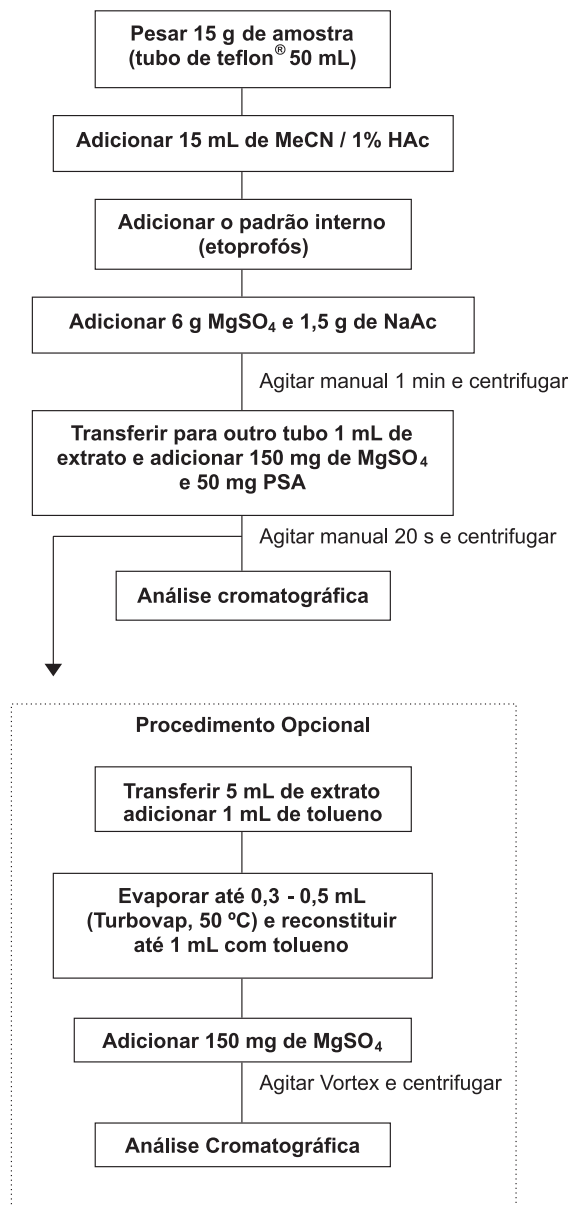 Pesar 15 g de amostra
(tubo de teflon® 50 mL)
Adicionar 15 mL de MeCN / 1% HAc
Adicionar o padrão interno
(etoprofós)
Adicionar 6 g MgSO₄ e 1,5 g de NaAc
Agitar manual 1 min e centrifugar
Transferir para outro tubo 1 mL de
extrato e adicionar 150 mg de MgSO₄
e 50 mg PSA
Agitar manual 20 s e centrifugar
Análise cromatográfica
Procedimento Opcional
Transferir 5 mL de extrato
adicionar 1 mL de tolueno
Evaporar até 0,3 - 0,5 mL
(Turbovap, 50 ºC) e reconstituir
até 1 mL com tolueno
Adicionar 150 mg de MgSO₄
Agitar Vortex e centrifugar
Análise Cromatográfica